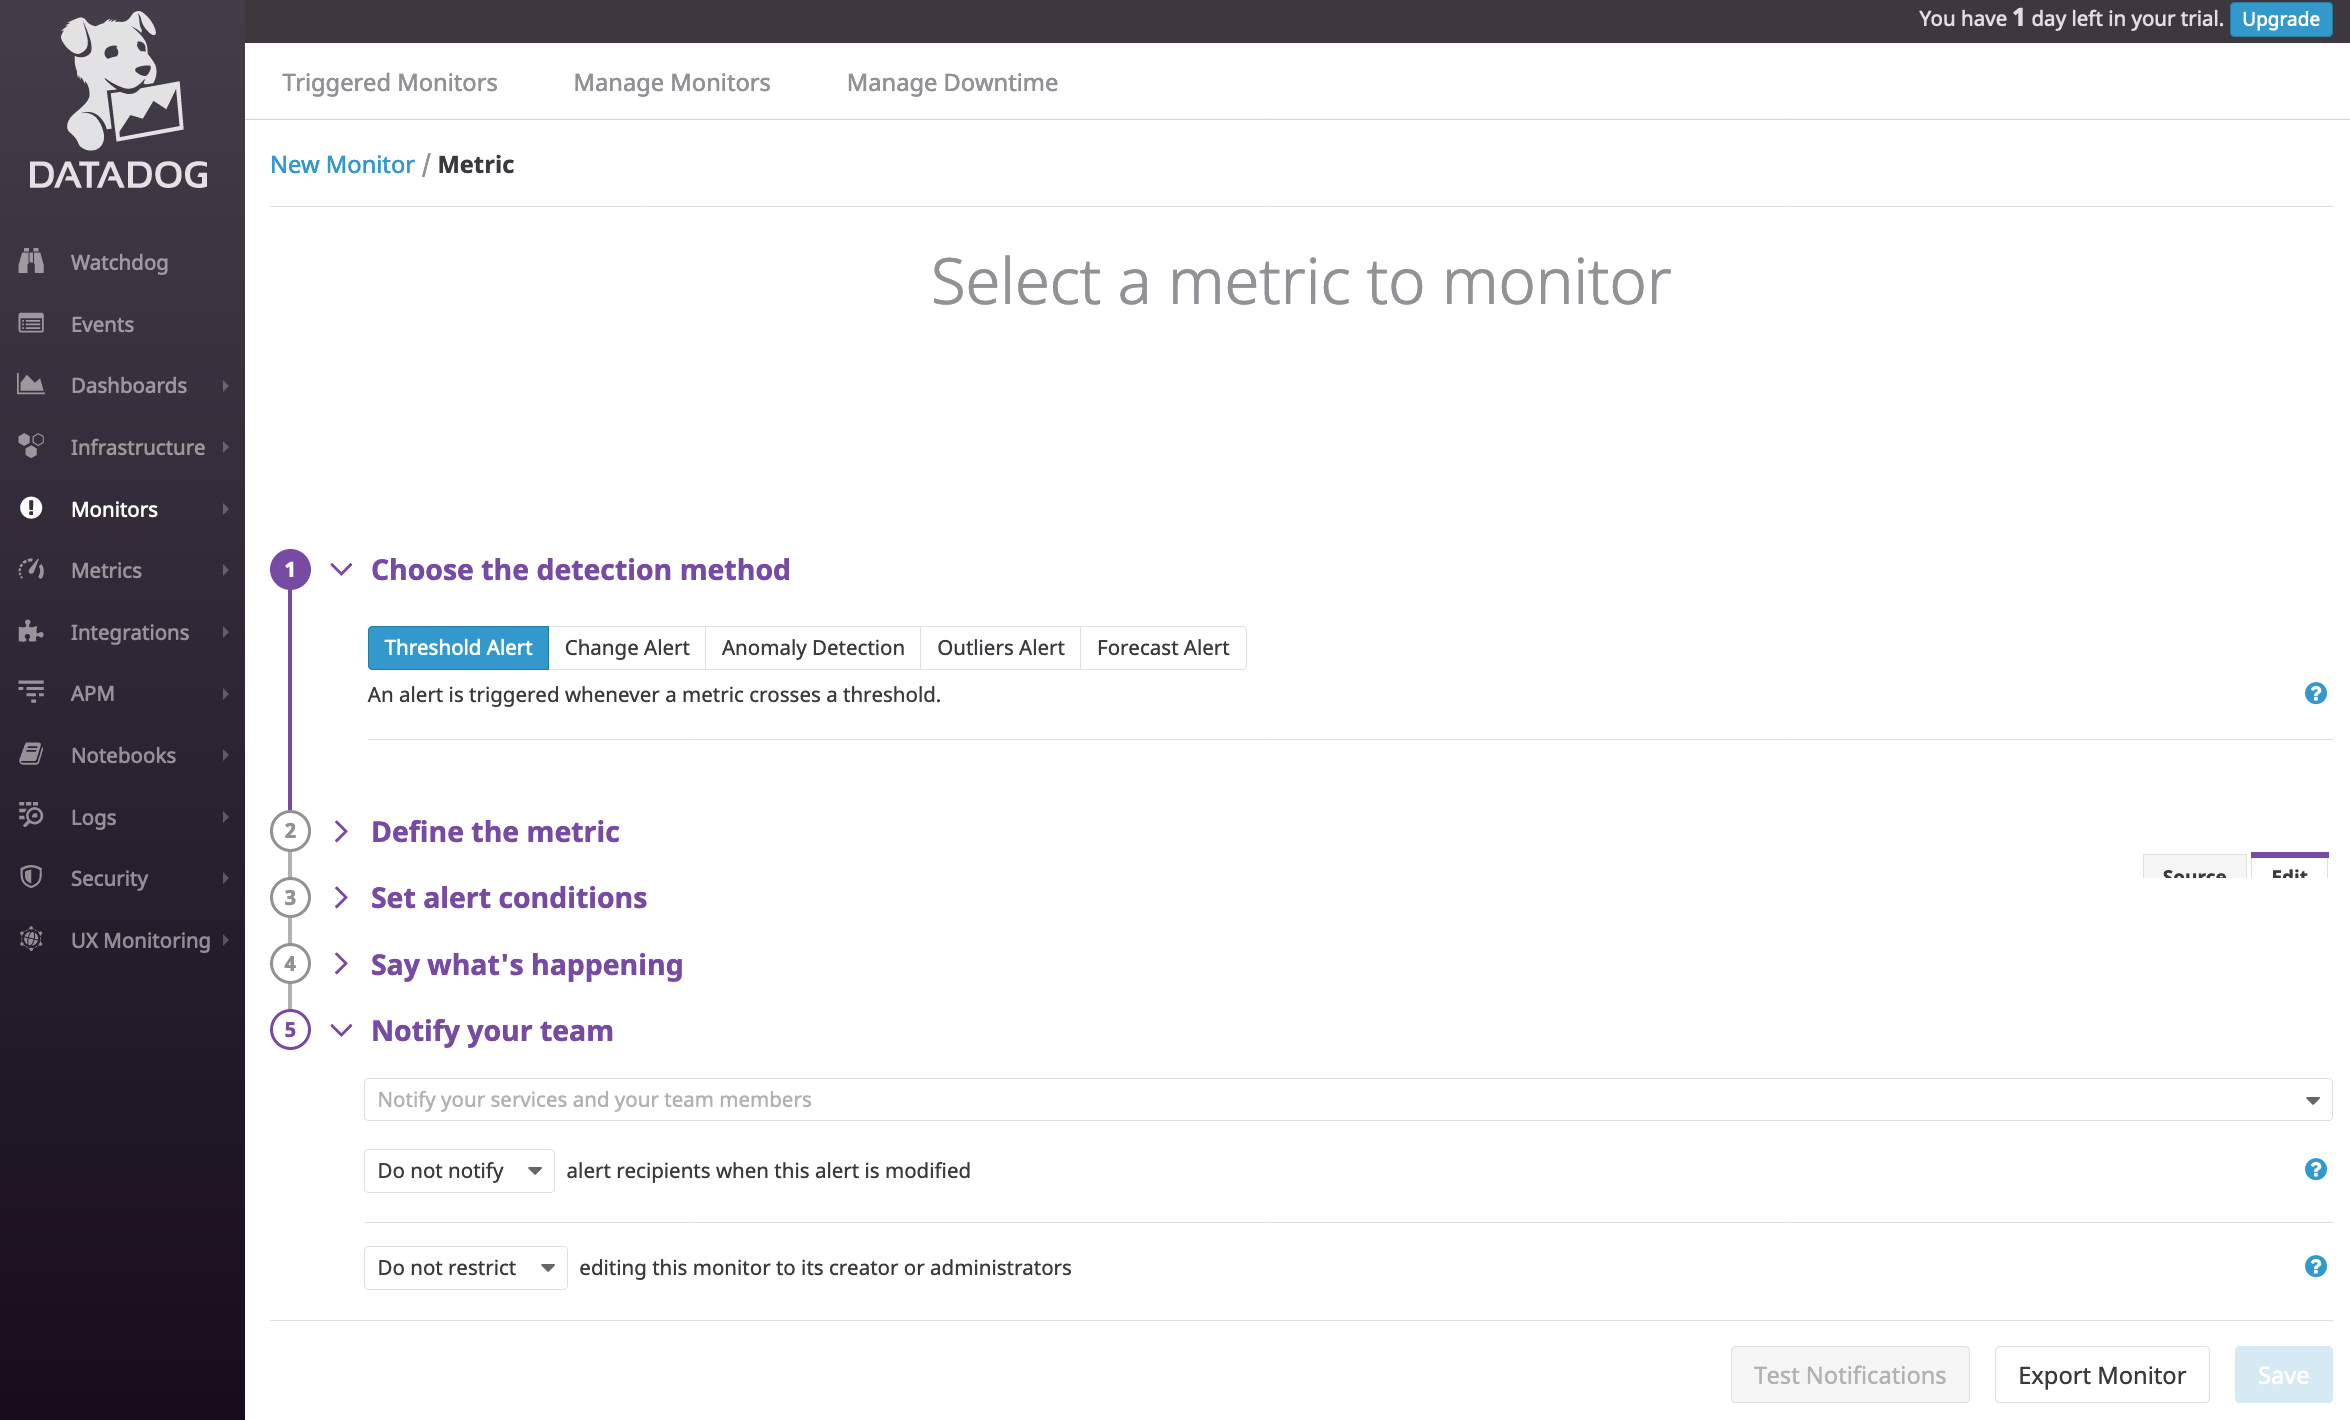 You have 1 day left in your trial. Upgrade
DATADOG
Watchdog
Events
Dashboards
Infrastructure
Monitors
Metrics
Integrations
APM
Notebooks
Logs
Security
UX Monitoring
Triggered Monitors Manage Monitors Manage Downtime
New Monitor / Metric
Select a metric to monitor
1 Choose the detection method
Threshold Alert Change Alert Anomaly Detection Outliers Alert Forecast Alert
An alert is triggered whenever a metric crosses a threshold. ?
2 Define the metric
Source Edit
3 Set alert conditions
4 Say what's happening
5 Notify your team
Notify your services and your team members
Do not notify alert recipients when this alert is modified ?
Do not restrict editing this monitor to its creator or administrators ?
Test Notifications Export Monitor Save